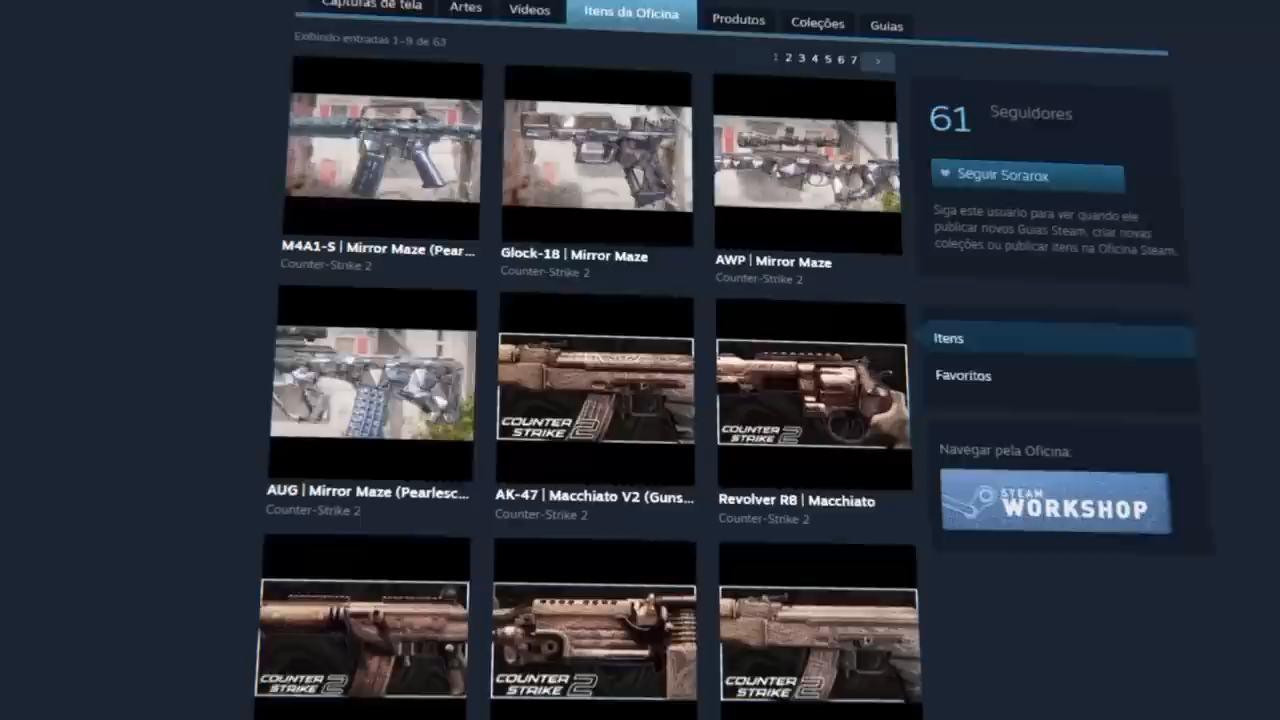 Capturas de tela
Artes
Vídeos
Itens da Oficina
Produtos
Coleções
Guias
Exibindo entradas 1-9 de 63
1 2 3 4 5 6 7 >
M4A1-S | Mirror Maze (Pear...
Counter-Strike 2
Glock-18 | Mirror Maze
Counter-Strike 2
AWP | Mirror Maze
Counter-Strike 2
61 Seguidores
Seguir Sorarox
Siga este usuário para ver quando ele
publicar novos Guias Steam, criar novas
coleções ou publicar itens na Oficina Steam.
COUNTER
STRIKE 2
COUNTER
STRIKE 2
AUG | Mirror Maze (Pearlesc...
Counter-Strike 2
AK-47 | Macchiato V2 (Guns...
Counter-Strike 2
Revolver R8 | Macchiato
Counter-Strike 2
Itens
Favoritos
Navegar pela Oficina:
STEAM
WORKSHOP
COUNTER
STRIKE 2
COUNTER
STRIKE 2
COUNTER
STRIKE 2